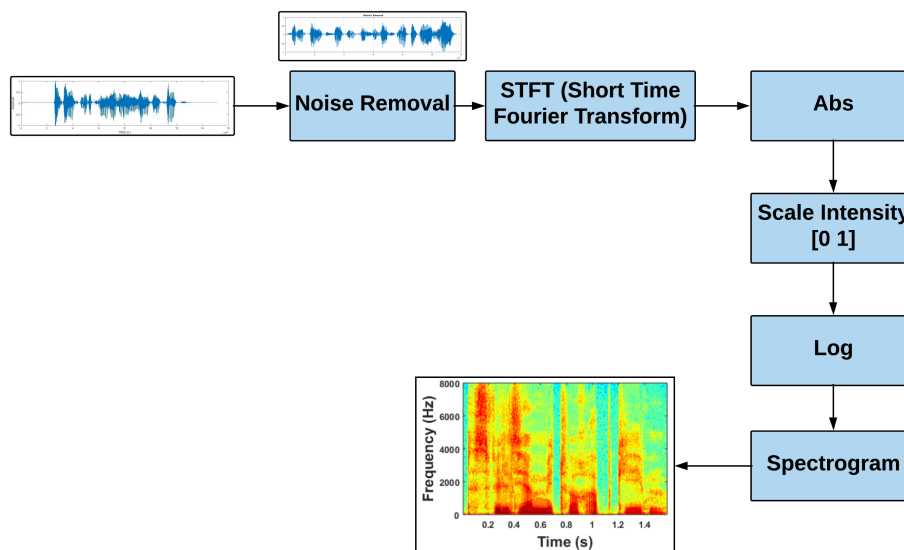 Noise Removal
STFT (Short Time
Fourier Transform)
Abs
Scale Intensity
[0 1]
Log
Spectrogram
8000
6000
4000
2000
0
Frequency (Hz)
0.2 0.4 0.6 0.8 1 1.2 1.4
Time (s)